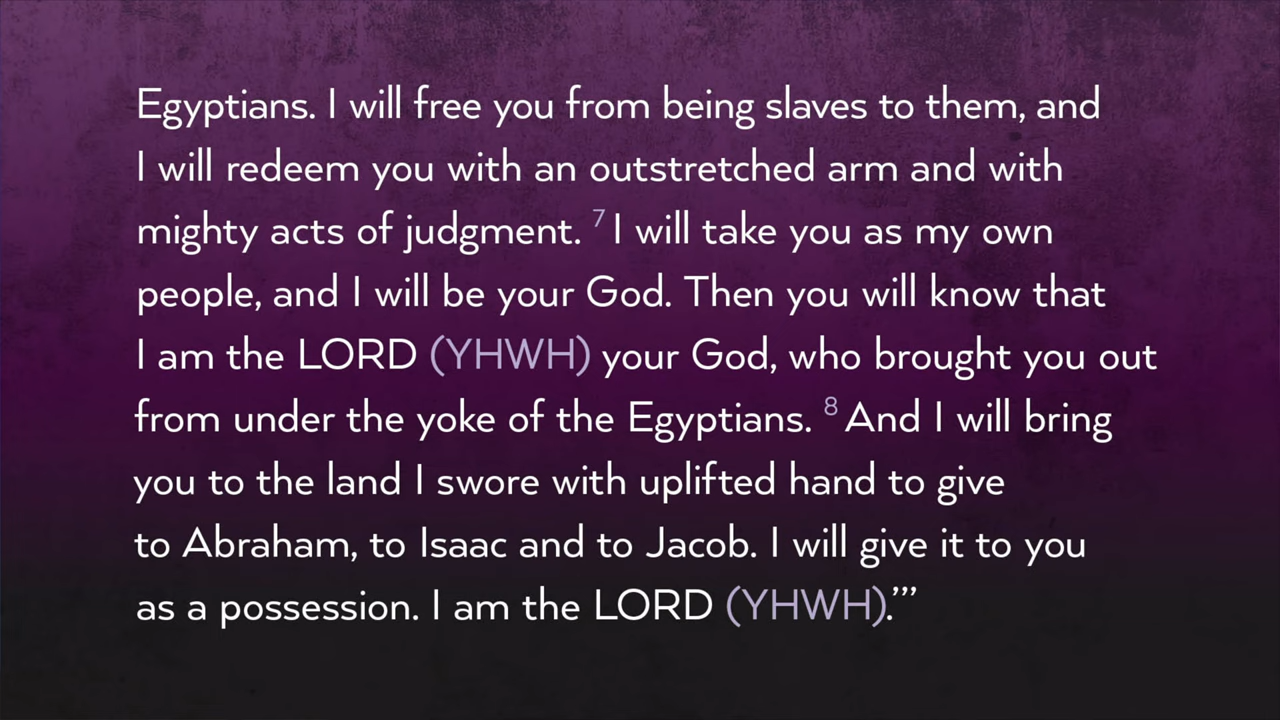 Egyptians. I will free you from being slaves to them, and
I will redeem you with an outstretched arm and with
mighty acts of judgment. 7 I will take you as my own
people, and I will be your God. Then you will know that
I am the LORD (YHWH) your God, who brought you out
from under the yoke of the Egyptians. 8 And I will bring
you to the land I swore with uplifted hand to give
to Abraham, to Isaac and to Jacob. I will give it to you
as a possession. I am the LORD (YHWH).’”